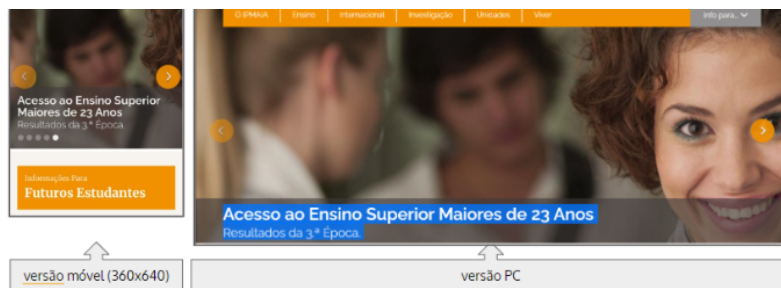 O IPMAIA
Ensino
Internacional
Investigação
Unidades
Viver
info para...
Acesso ao Ensino Superior
Maiores de 23 Anos
Resultados da 3.ª Época
Informações Para
Futuros Estudantes
Acesso ao Ensino Superior Maiores de 23 Anos
Resultados da 3.ª Época.
versão móvel (360x640)
versão PC